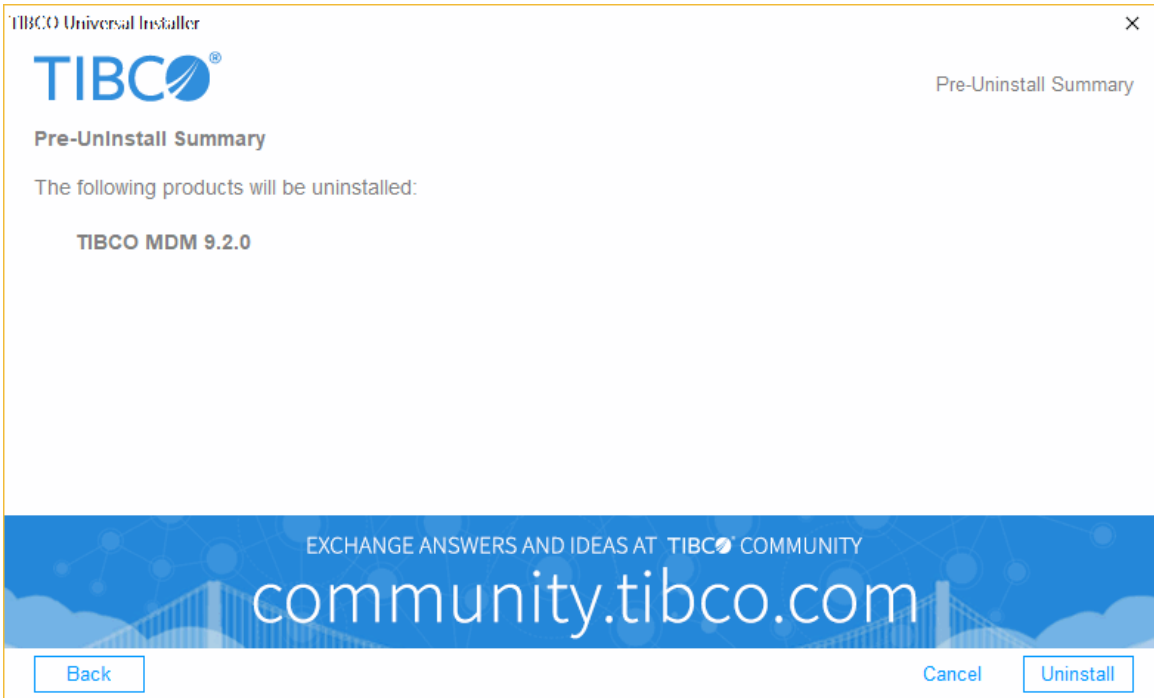 TIBCO Universal Installer
TIBCO®
Pre-Uninstall Summary
Pre-Uninstall Summary
The following products will be uninstalled:
TIBCO MDM 9.2.0
EXCHANGE ANSWERS AND IDEAS AT TIBCO COMMUNITY
community.tibco.com
Back
Cancel
Uninstall